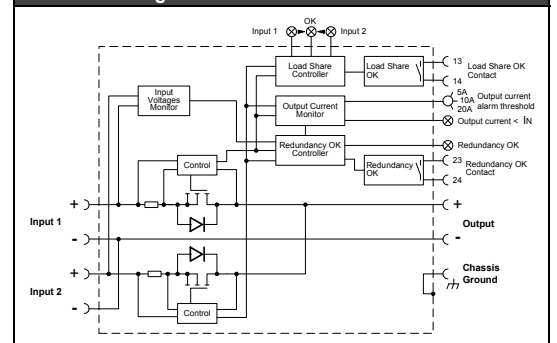 OK
Input 1
Input 2
Load Share
Controller
Load Share
OK
13
14
Load Share OK
Contact
Input
Voltages
Monitor
Output Current
Monitor
5A
10A
20A
Output current
alarm threshold
Output current < IN
Redundancy OK
Controller
Redundancy OK
Redundancy
OK
23
24
Redundancy OK
Contact
Control
+
Input 1
-
+
Output
-
+
Input 2
-
Control
Chassis
Ground